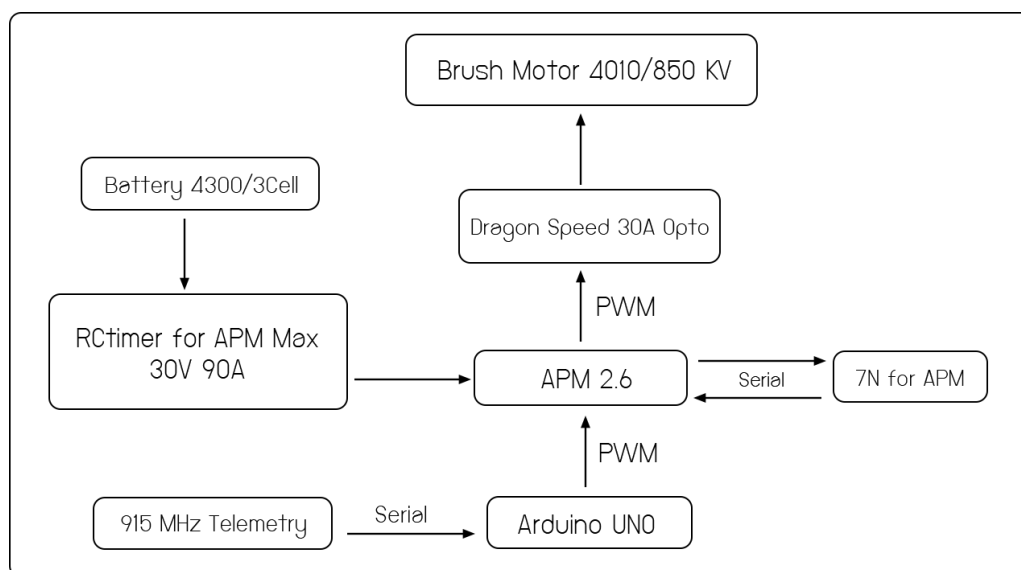 Brush Motor 4010/850 KV
Battery 4300/3Cell
Dragon Speed 30A Opto
RCtimer for APM Max
30V 90A
PWM
APM 2.6
Serial
7N for APM
PWM
915 MHz Telemetry
Serial
Arduino UNO